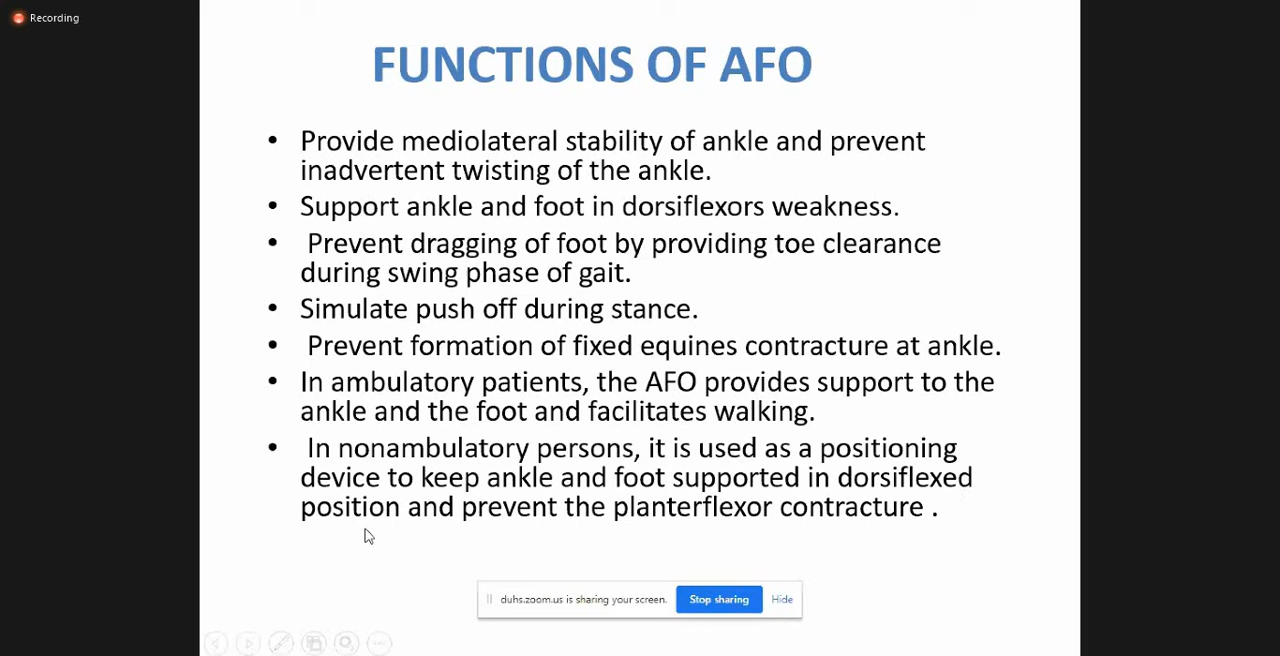 Recording
FUNCTIONS OF AFO
• Provide mediolateral stability of ankle and prevent
inadvertent twisting of the ankle.
• Support ankle and foot in dorsiflexors weakness.
• Prevent dragging of foot by providing toe clearance
during swing phase of gait.
• Simulate push off during stance.
• Prevent formation of fixed equines contracture at ankle.
• In ambulatory patients, the AFO provides support to the
ankle and the foot and facilitates walking.
• In nonambulatory persons, it is used as a positioning
device to keep ankle and foot supported in dorsiflexed
position and prevent the planterflexor contracture .
duhs.zoom.us is sharing your screen. Stop sharing Hide